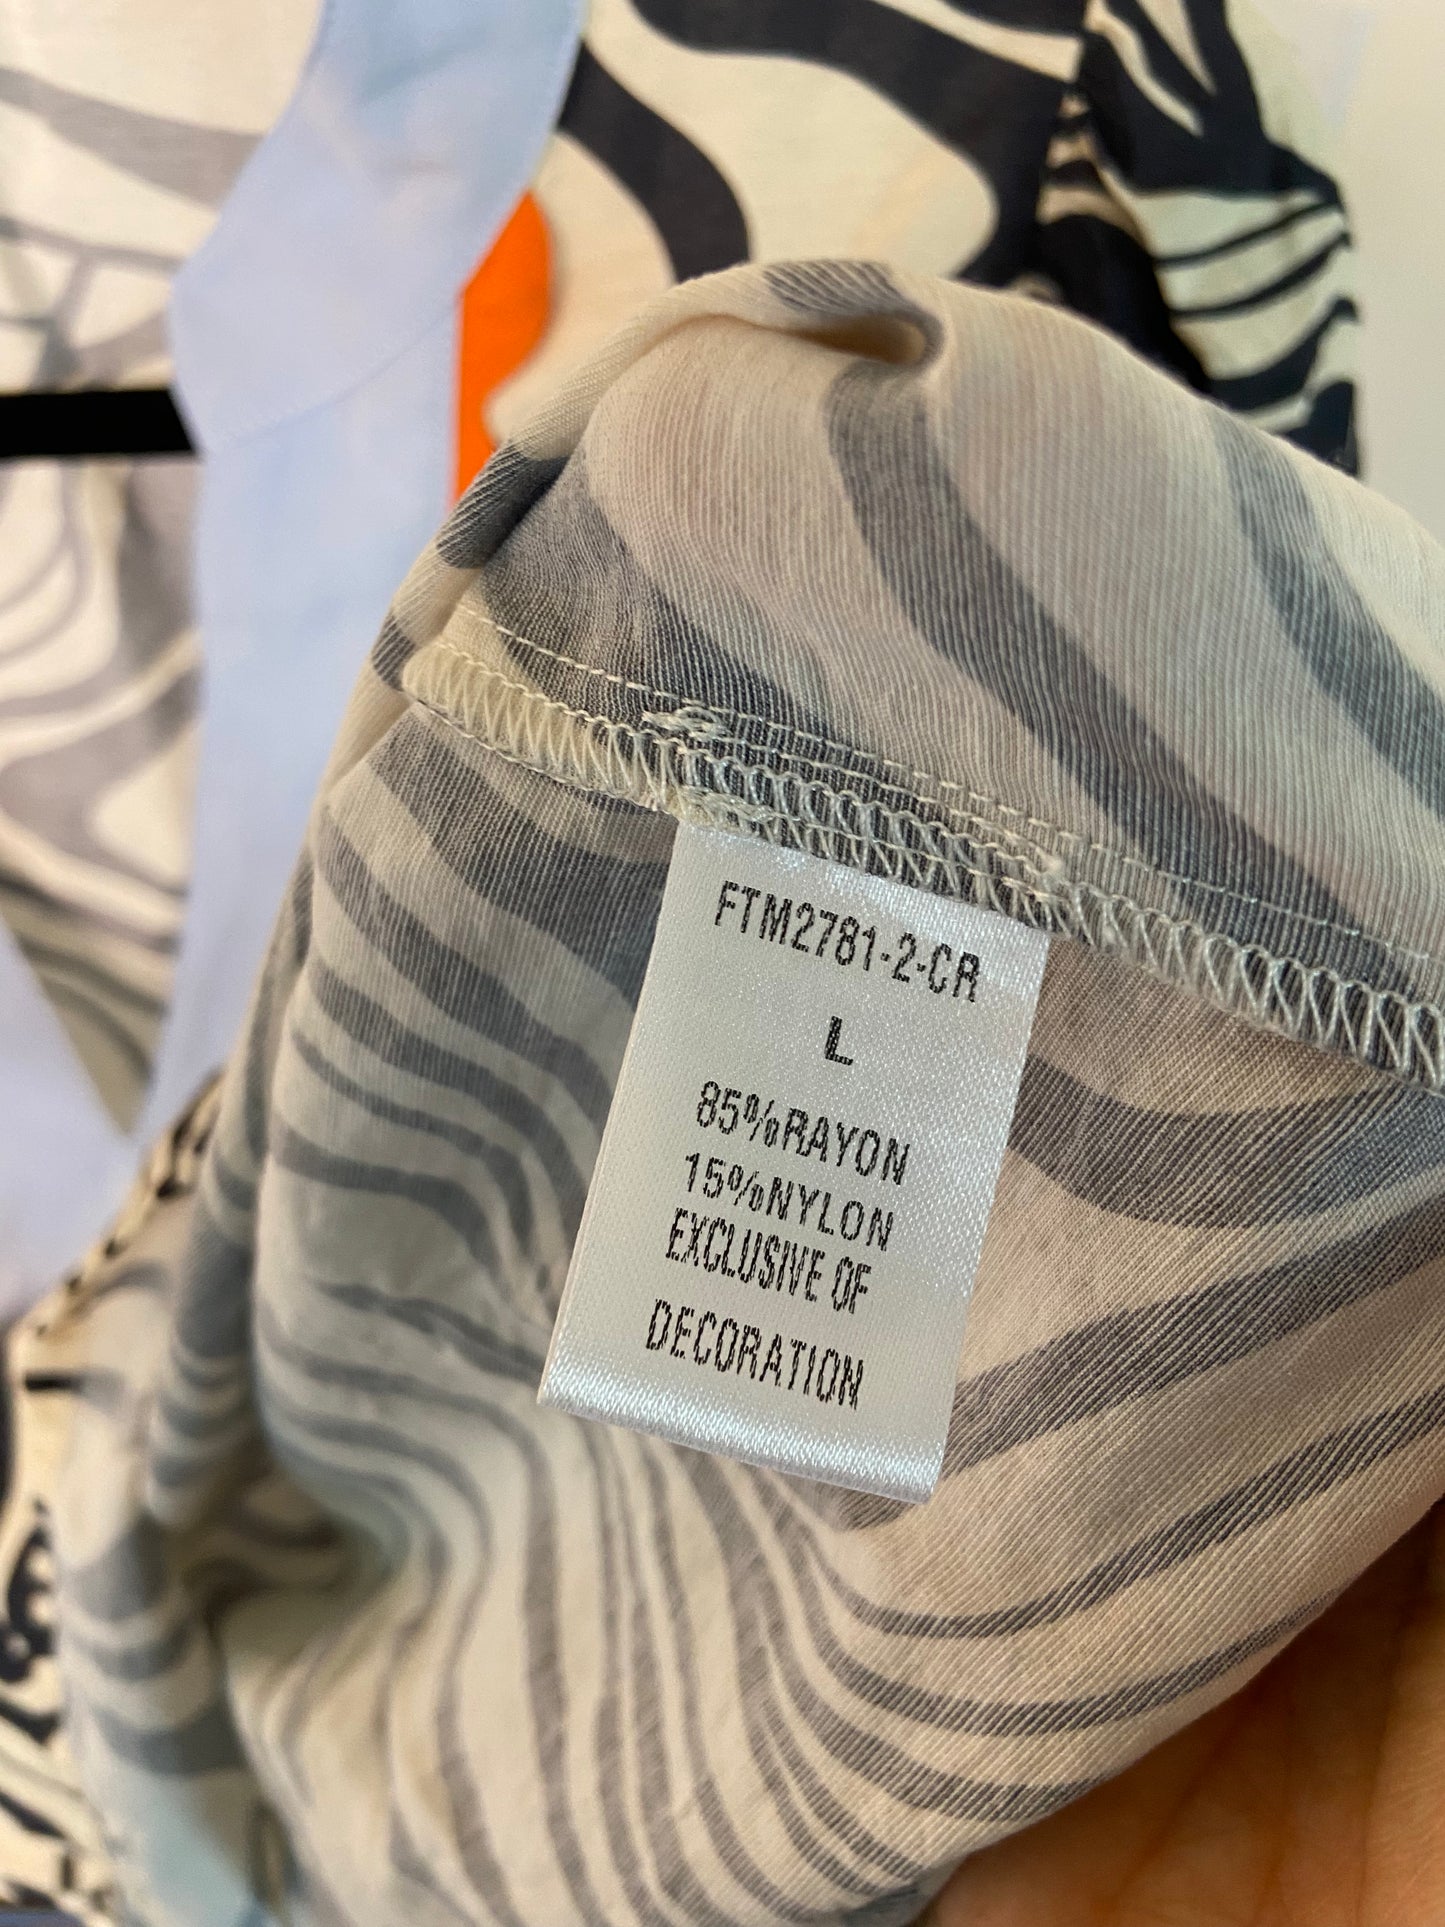 FTM2781-2-CR
L
85%RAYON
15%NYLON
EXCLUSIVE OF
DECORATION